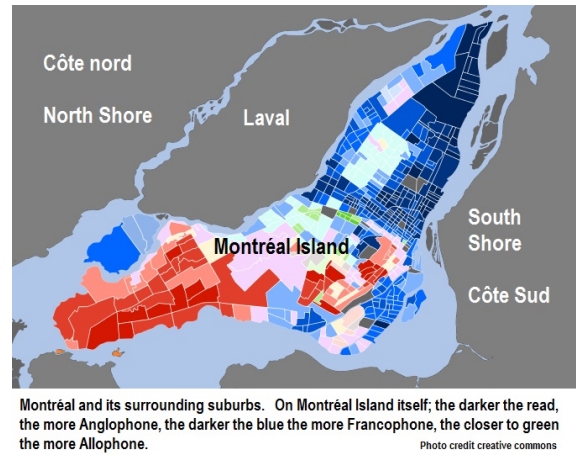 Côte nord
North Shore
Laval
Montréal Island
South
Shore
Côte Sud
Montréal and its surrounding suburbs. On Montréal Island itself; the darker the read,
the more Anglophone, the darker the blue the more Francophone, the closer to green
the more Allophone.
Photo credit creative commons